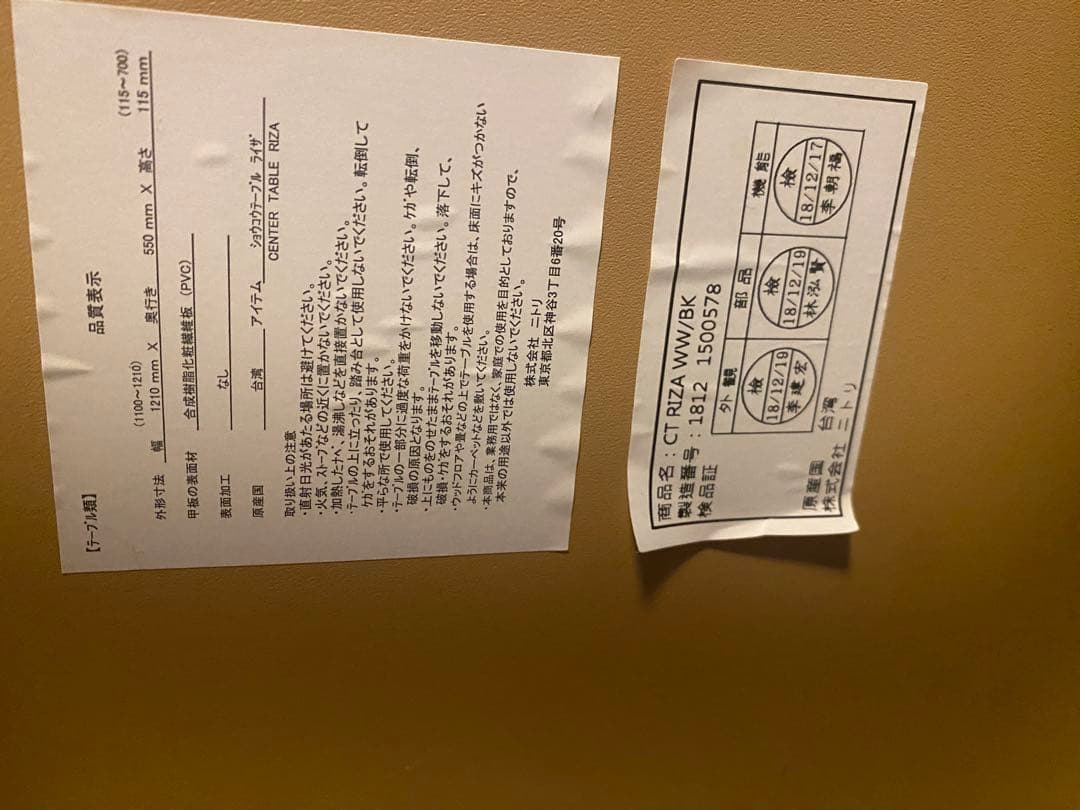 【テーブル類】 品質表示
(1100～1210) (115～700)
外形寸法 幅 1210 mm X 奥行き 550 mm X 高さ 115 mm
甲板の表面材 合成樹脂化粧繊維板 (PVC)
表面加工 なし
原産国 台湾 アイテム ショウコウテーブル ライザ
CENTER TABLE RIZA
取り扱い上の注意
・直射日光があたる場所は避けてください。
・火気、ストーブなどの近くに置かないでください。
・加熱したナベ、湯沸しなどを直接置かないでください。
・テーブルの上に立ったり、踏み台として使用しないでください。転倒して
ケガをするおそれがあります。
・平らな所で使用してください。
・テーブルの一部分に過度な荷重をかけないでください。ケガや転倒、
破損の原因となります。
・上にものをのせたままテーブルを移動しないでください。落下して、
破損・ケガをするおそれがあります。
・ウッドフロアや畳などの上でテーブルを使用する場合は、床面にキズがつかない
ようにカーペットなどを敷いてください。
・本商品は、業務用ではなく、家庭での使用を目的としておりますので、
本来の用途以外では使用しないでください。
株式会社 ニトリ
東京都北区神谷3丁目6番20号
商品名：CT RIZA WW/BK
製造番号：1812 1500578
検品証
外観 部品 機能
検 検 検
18/12/19 18/12/19 18/12/17
李建宏 林泓賢 李朝福
原産国 台湾
株式会社 ニトリ